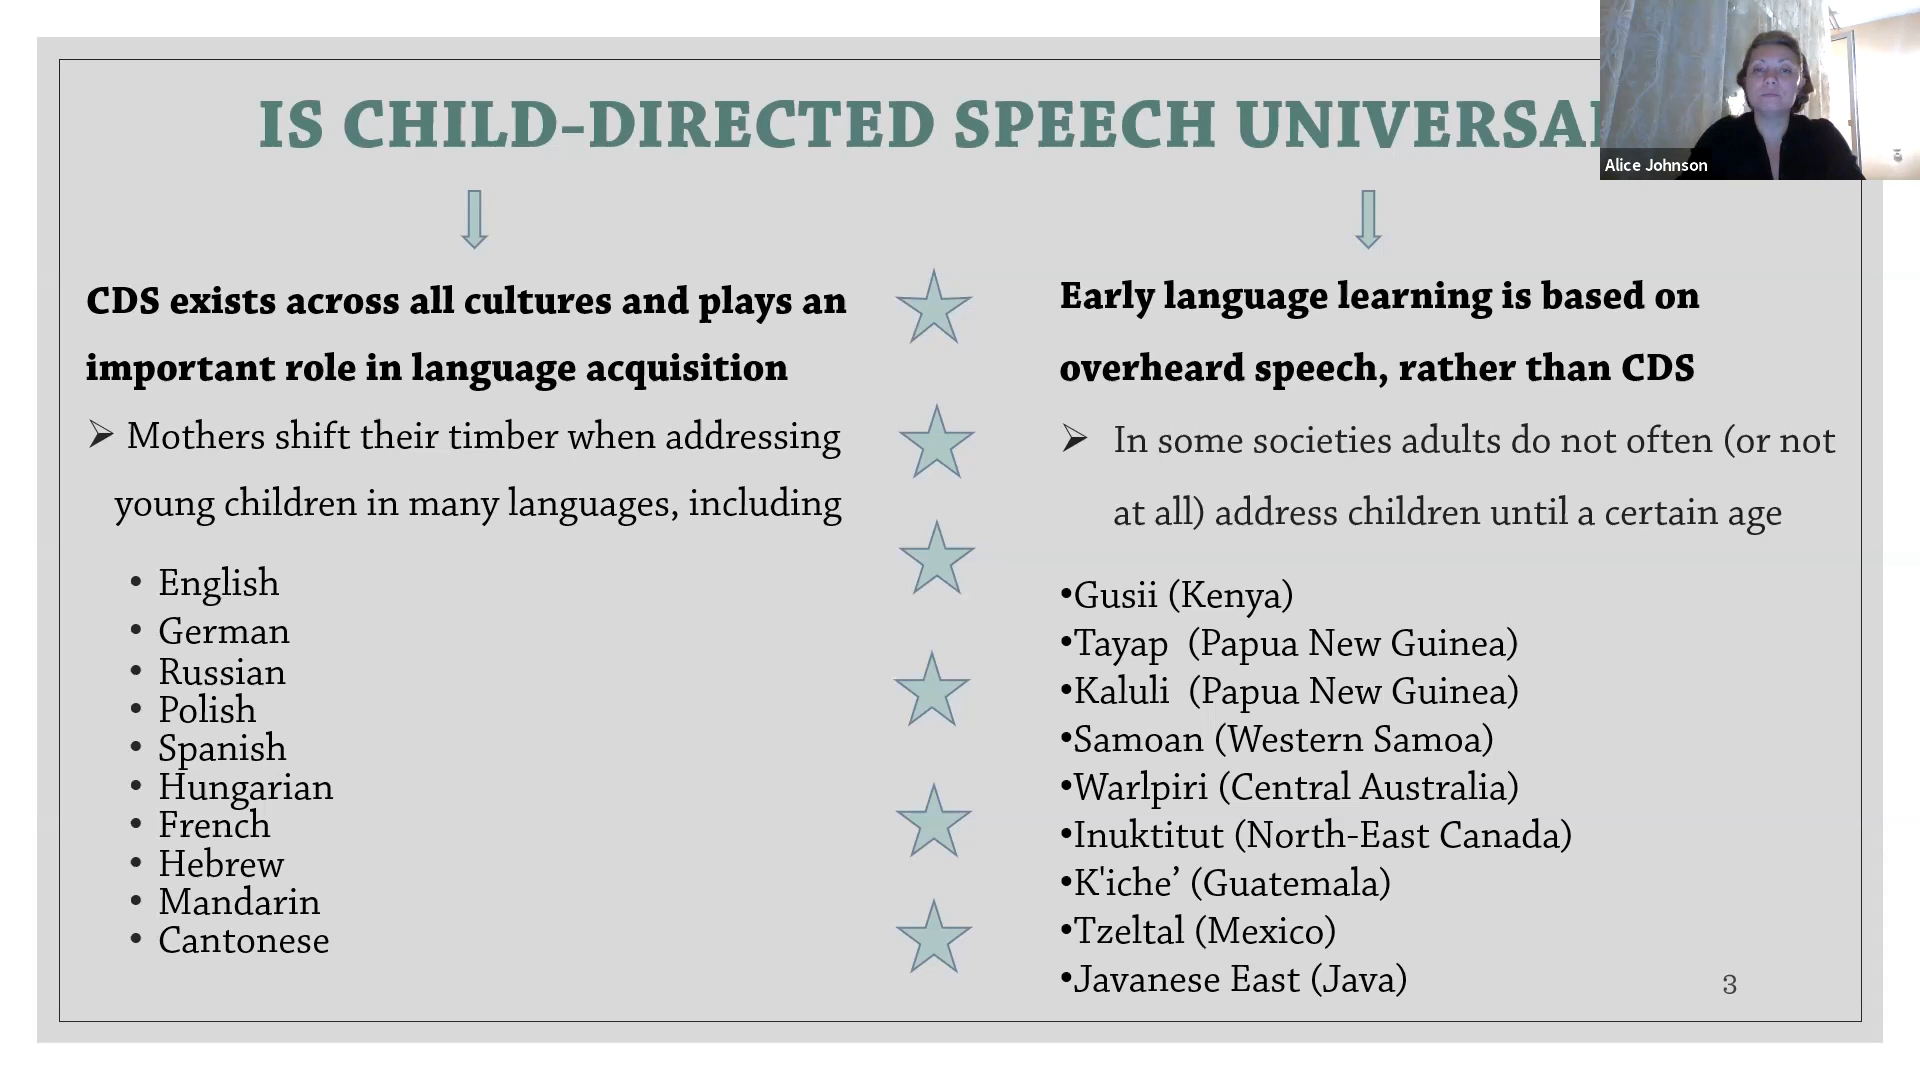 IS CHILD-DIRECTED SPEECH UNIVERSA
Alice Johnson
CDS exists across all cultures and plays an
important role in language acquisition
➢ Mothers shift their timber when addressing
young children in many languages, including
• English
• German
• Russian
• Polish
• Spanish
• Hungarian
• French
• Hebrew
• Mandarin
• Cantonese
Early language learning is based on
overheard speech, rather than CDS
➢ In some societies adults do not often (or not
at all) address children until a certain age
•Gusii (Kenya)
•Tayap (Papua New Guinea)
•Kaluli (Papua New Guinea)
•Samoan (Western Samoa)
•Warlpiri (Central Australia)
•Inuktitut (North-East Canada)
•K'iche’ (Guatemala)
•Tzeltal (Mexico)
•Javanese East (Java)
3